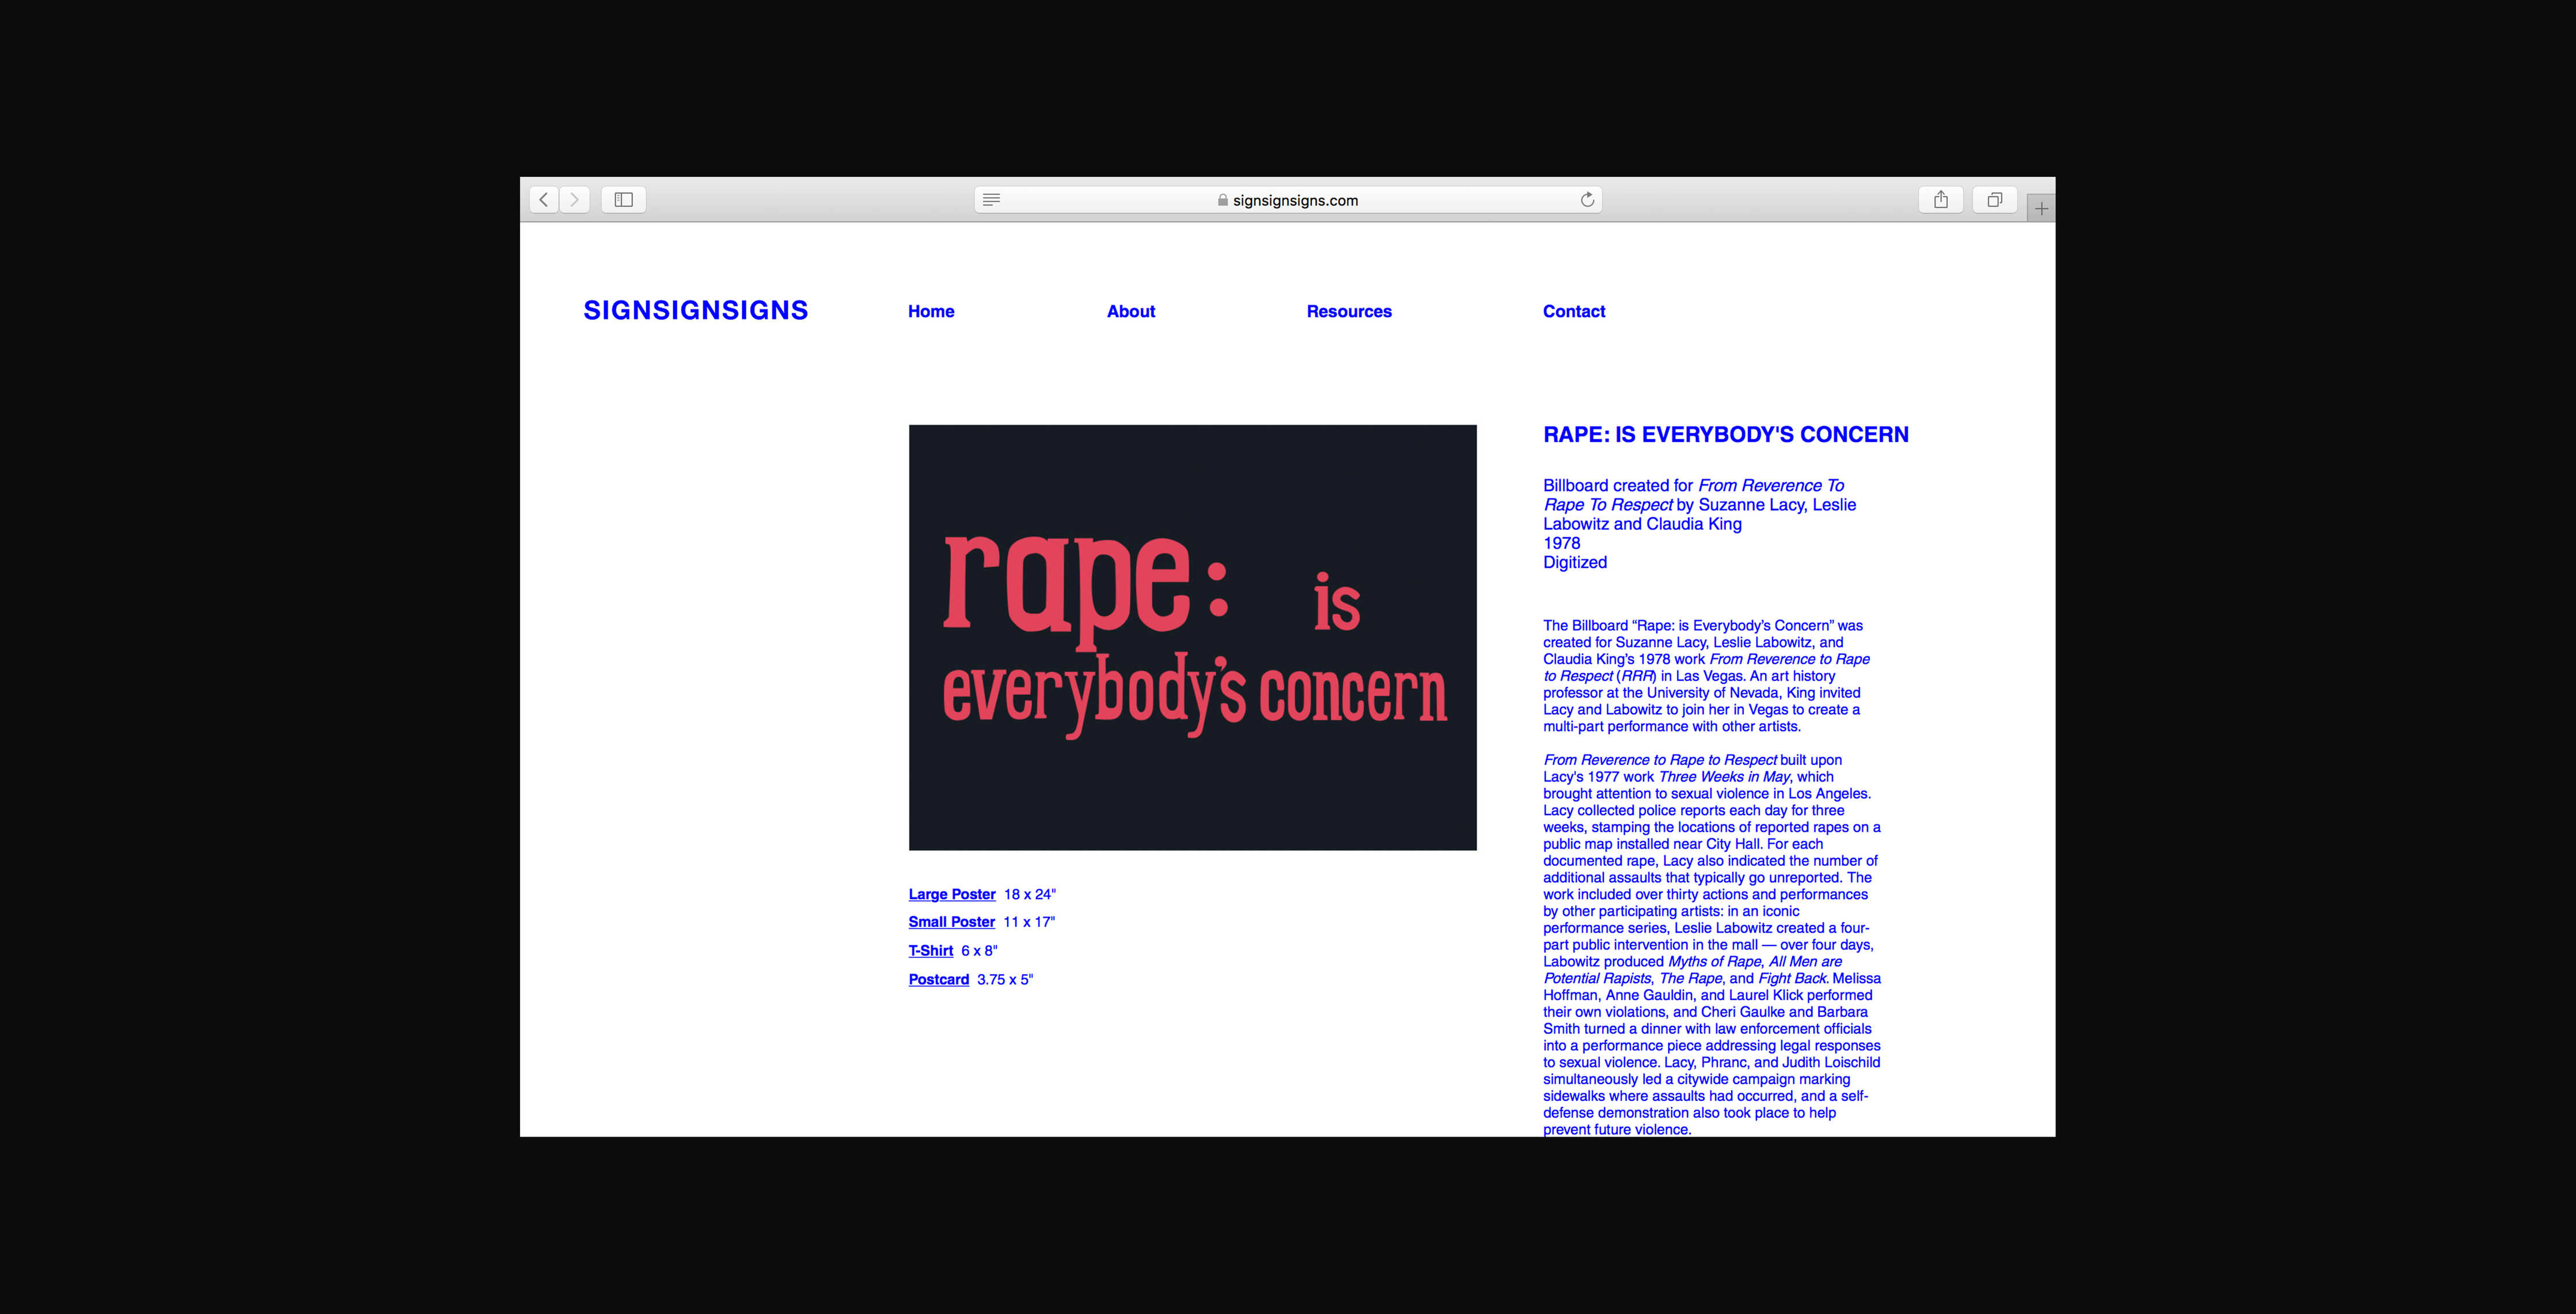 signsignsigns.com
SIGNSIGNSIGNS
Home
About
Resources
Contact
rape: is
everybody's concern
Large Poster 18 x 24"
Small Poster 11 x 17"
T-Shirt 6 x 8"
Postcard 3.75 x 5"
RAPE: IS EVERYBODY'S CONCERN
Billboard created for From Reverence To
Rape To Respect by Suzanne Lacy, Leslie
Labowitz and Claudia King
1978
Digitized
The Billboard “Rape: is Everybody’s Concern” was
created for Suzanne Lacy, Leslie Labowitz, and
Claudia King’s 1978 work From Reverence to Rape
to Respect (RRR) in Las Vegas. An art history
professor at the University of Nevada, King invited
Lacy and Labowitz to join her in Vegas to create a
multi-part performance with other artists.
From Reverence to Rape to Respect built upon
Lacy's 1977 work Three Weeks in May, which
brought attention to sexual violence in Los Angeles.
Lacy collected police reports each day for three
weeks, stamping the locations of reported rapes on a
public map installed near City Hall. For each
documented rape, Lacy also indicated the number of
additional assaults that typically go unreported. The
work included over thirty actions and performances
by other participating artists: in an iconic
performance series, Leslie Labowitz created a four-
part public intervention in the mall — over four days,
Labowitz produced Myths of Rape, All Men are
Potential Rapists, The Rape, and Fight Back. Melissa
Hoffman, Anne Gauldin, and Laurel Klick performed
their own violations, and Cheri Gaulke and Barbara
Smith turned a dinner with law enforcement officials
into a performance piece addressing legal responses
to sexual violence. Lacy, Phranc, and Judith Loischild
simultaneously led a citywide campaign marking
sidewalks where assaults had occurred, and a self-
defense demonstration also took place to help
prevent future violence.